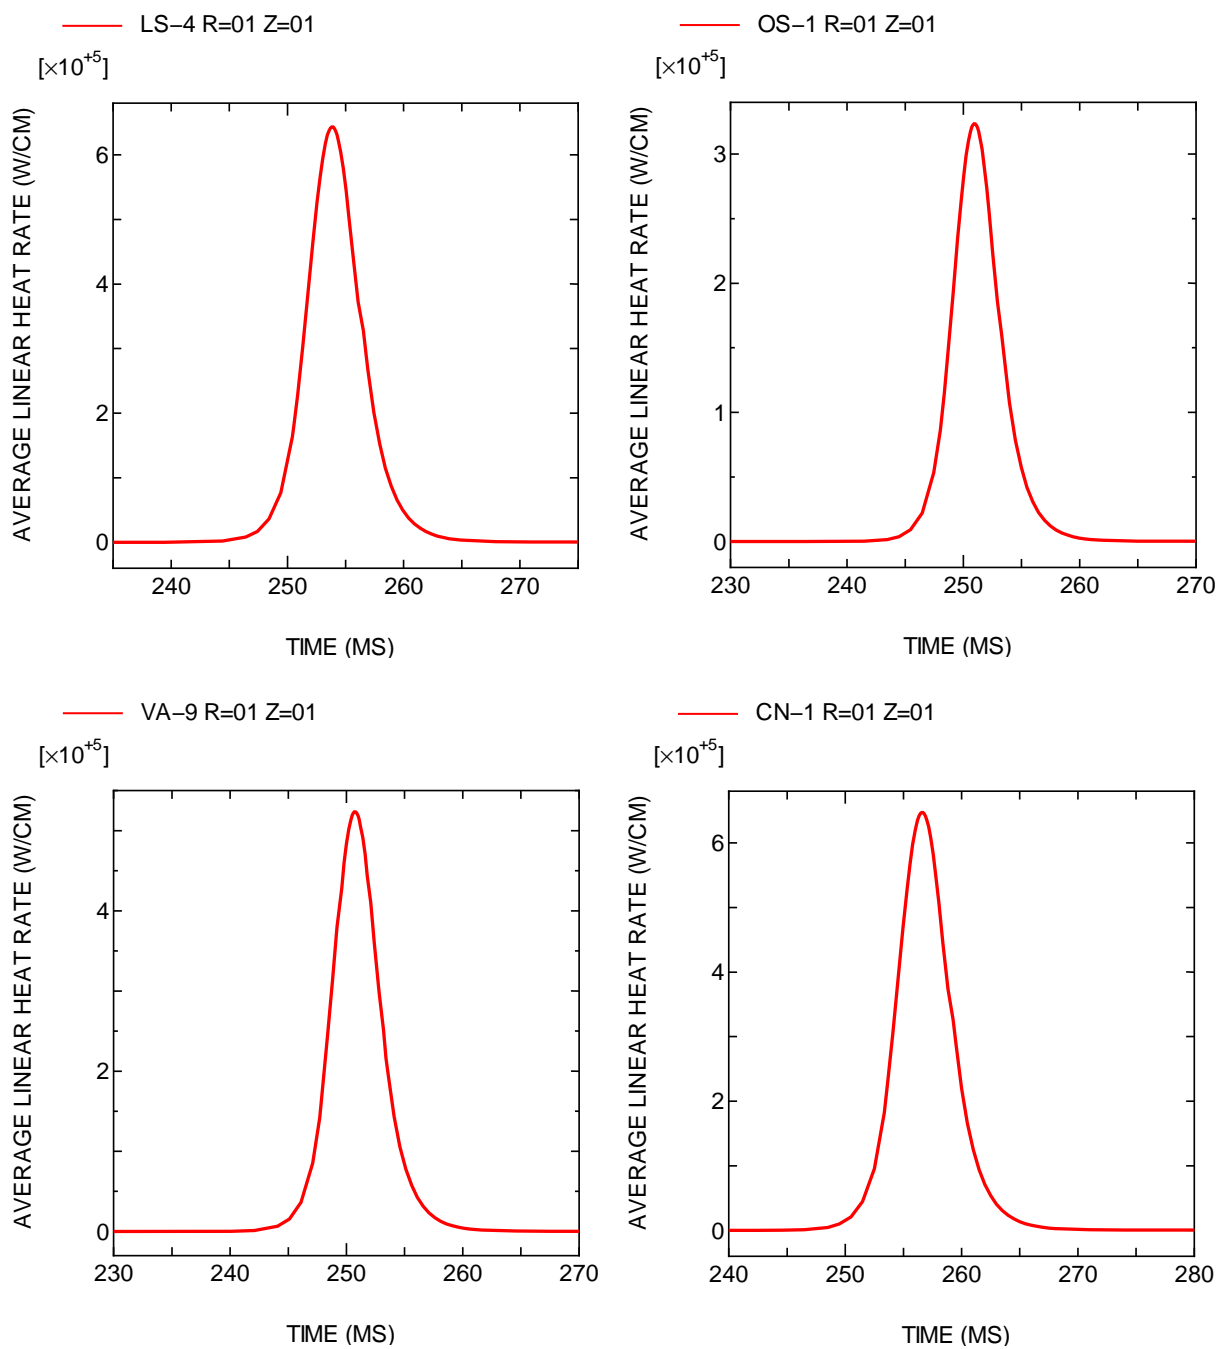 LS−4 R=01 Z=01
[×10+5]
AVERAGE LINEAR HEAT RATE (W/CM)
6
4
2
0
240 250 260 270
TIME (MS)
OS−1 R=01 Z=01
[×10+5]
AVERAGE LINEAR HEAT RATE (W/CM)
3
2
1
0
230 240 250 260 270
TIME (MS)
VA−9 R=01 Z=01
[×10+5]
AVERAGE LINEAR HEAT RATE (W/CM)
4
2
0
230 240 250 260 270
TIME (MS)
CN−1 R=01 Z=01
[×10+5]
AVERAGE LINEAR HEAT RATE (W/CM)
6
4
2
0
240 250 260 270 280
TIME (MS)